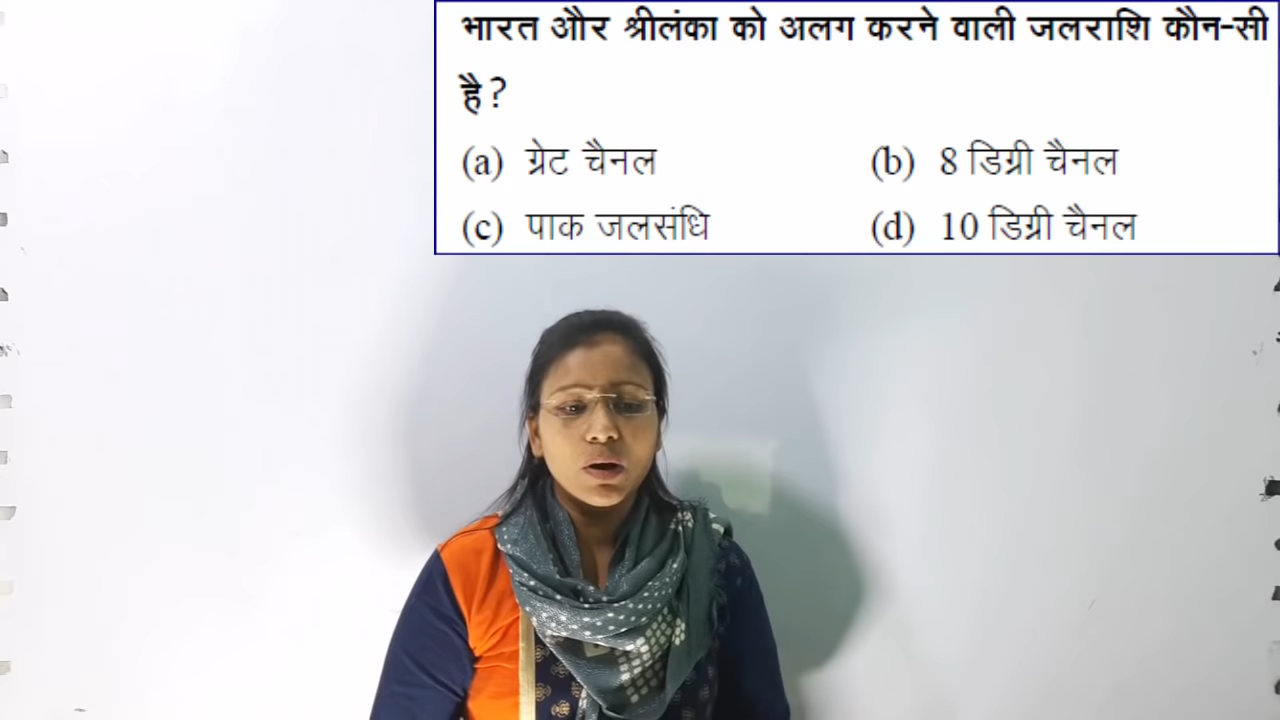 भारत और श्रीलंका को अलग करने वाली जलराशि कौन-सी
है?
(a) ग्रेट चैनल (b) 8 डिग्री चैनल
(c) पाक जलसंधि (d) 10 डिग्री चैनल